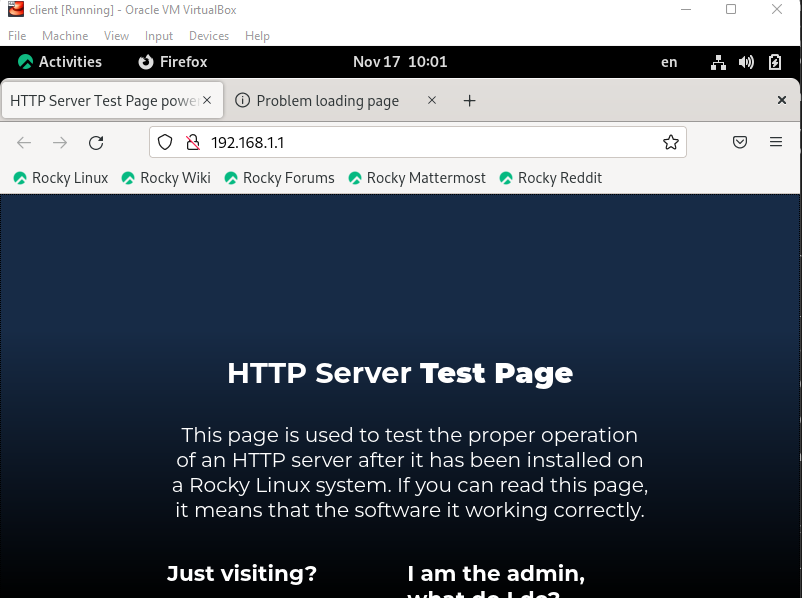 client [Running] - Oracle VM VirtualBox
File Machine View Input Devices Help
Activities Firefox Nov 17 10:01 en
HTTP Server Test Page powe Problem loading page
192.168.1.1
Rocky Linux Rocky Wiki Rocky Forums Rocky Mattermost Rocky Reddit
HTTP Server Test Page
This page is used to test the proper operation
of an HTTP server after it has been installed on
a Rocky Linux system. If you can read this page,
it means that the software it working correctly.
Just visiting? I am the admin,
what do I do?